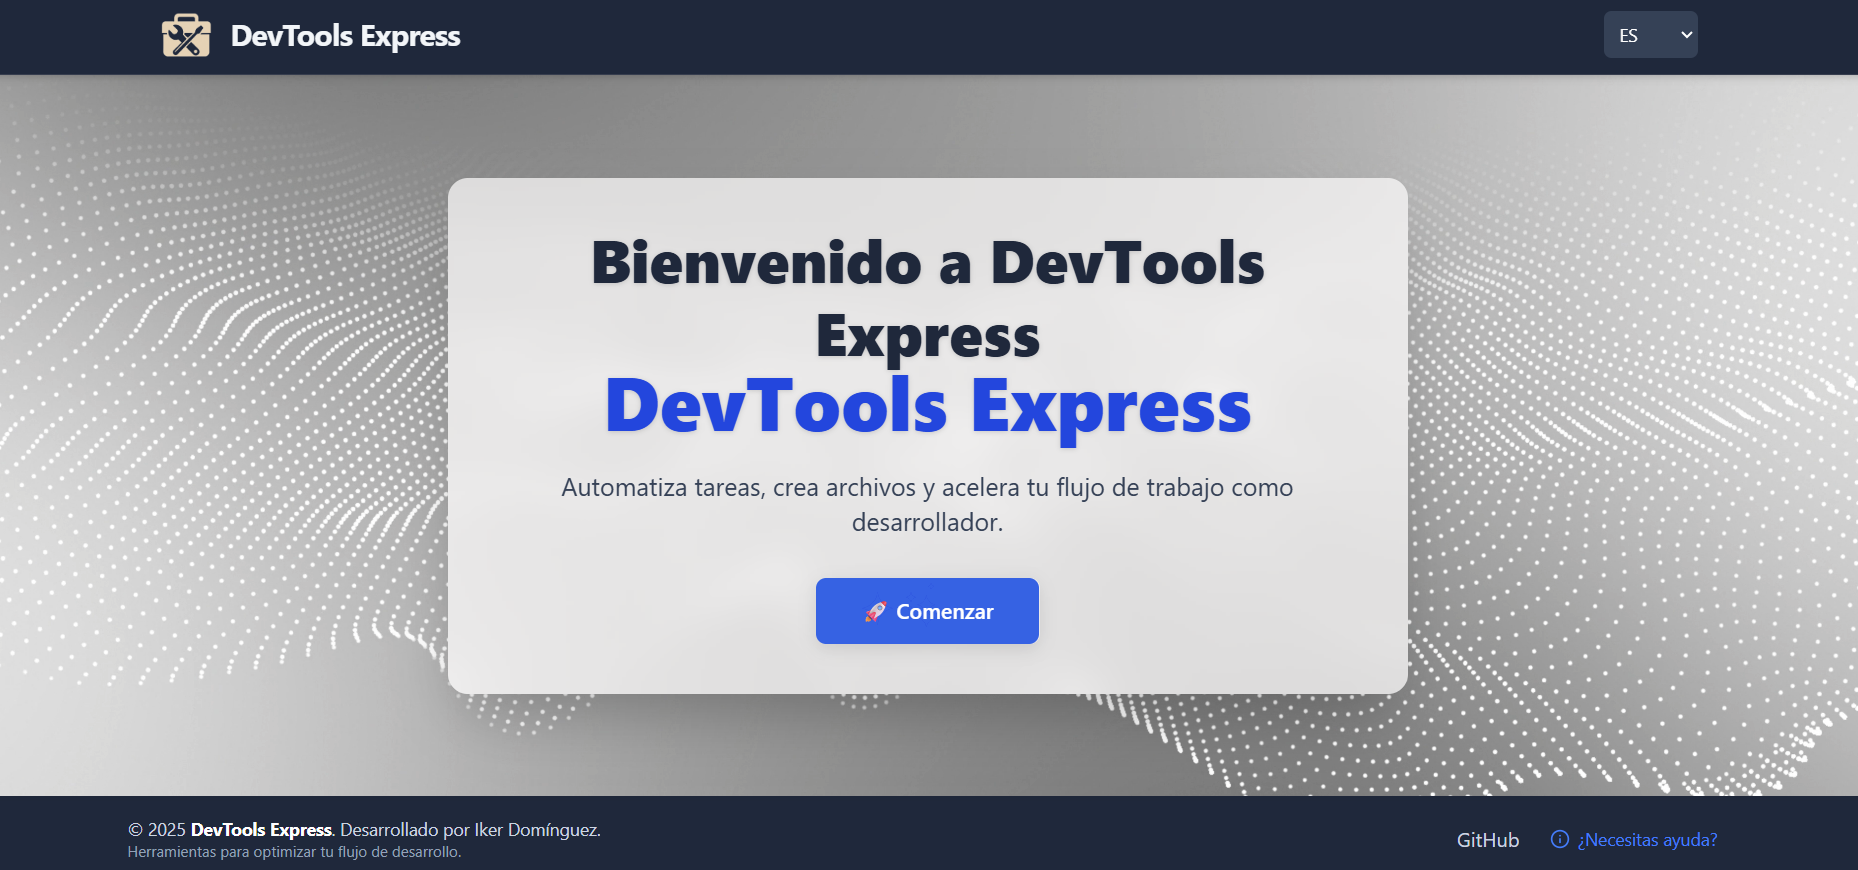 DevTools Express
ES
Bienvenido a DevTools
Express
DevTools Express
Automatiza tareas, crea archivos y acelera tu flujo de trabajo como
desarrollador.
🚀 Comenzar
© 2025 DevTools Express. Desarrollado por Iker Domínguez.
Herramientas para optimizar tu flujo de desarrollo.
GitHub
¿Necesitas ayuda?